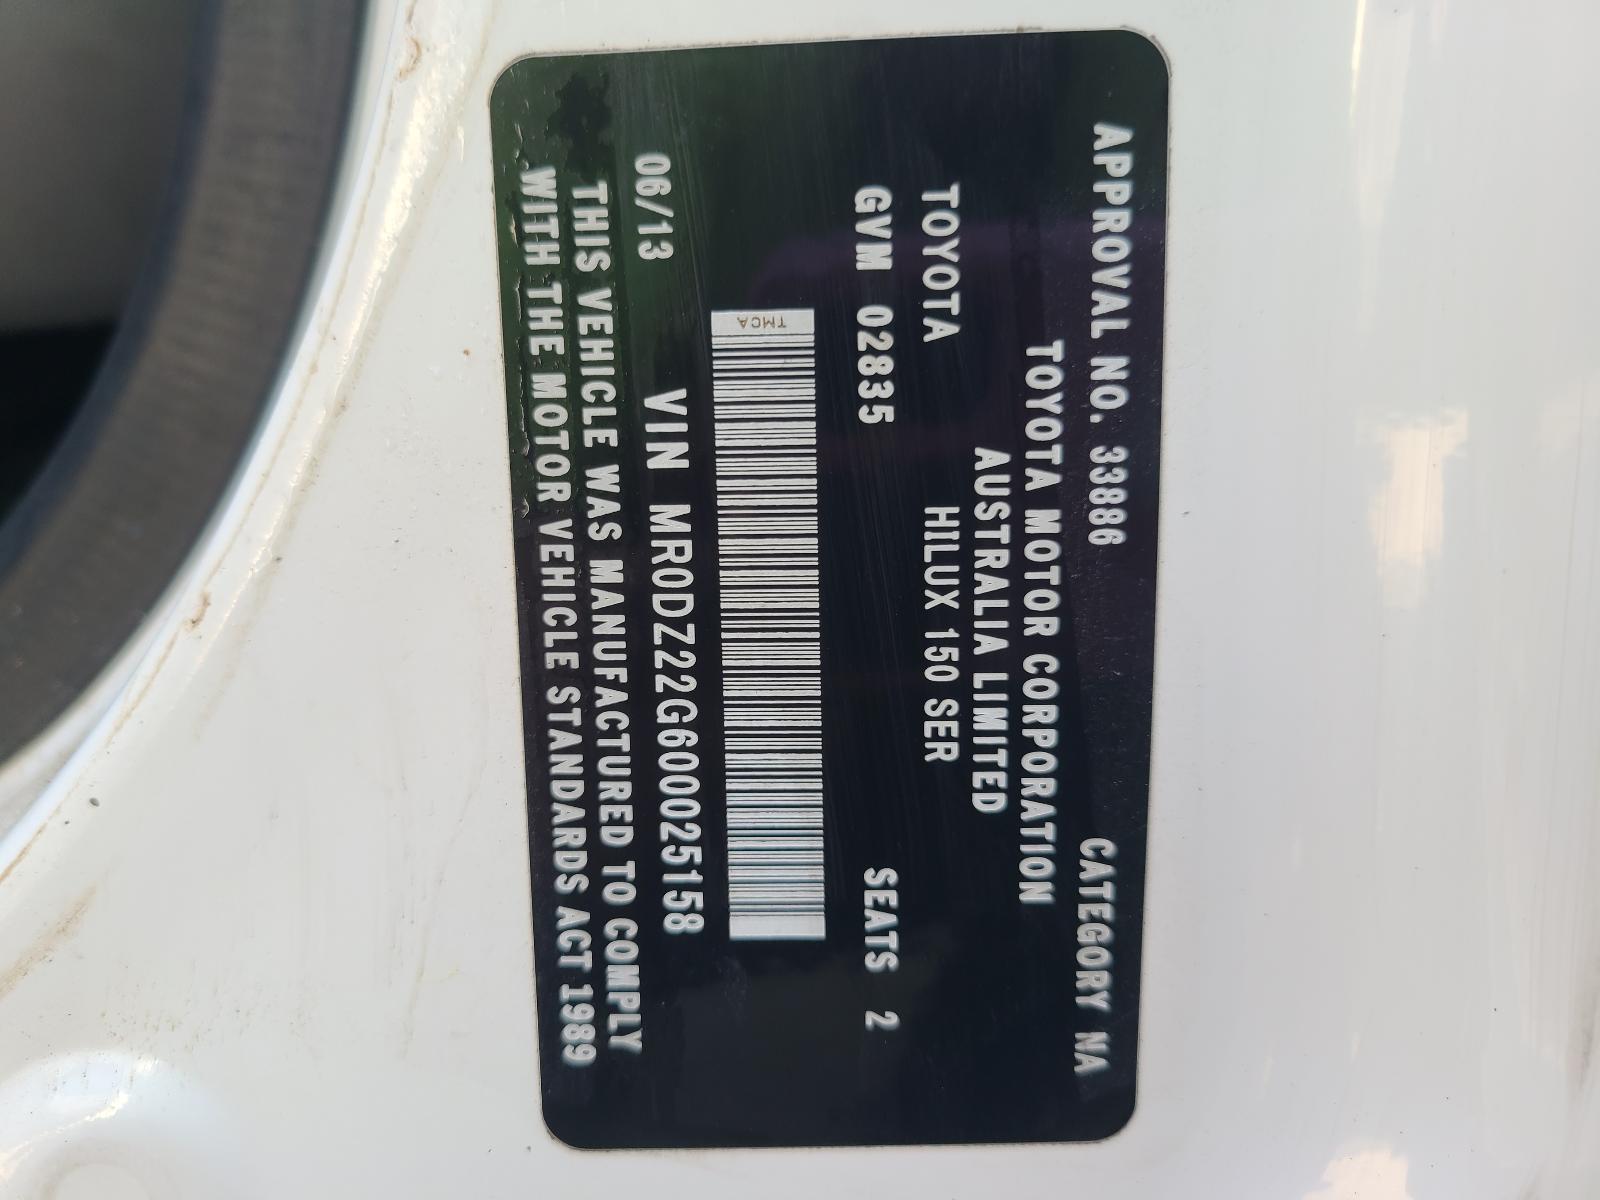 APPROVAL NO. 33886 CATEGORY NA
TOYOTA MOTOR CORPORATION
AUSTRALIA LIMITED
TOYOTA HILUX 150 SER
GVM 02835 SEATS 2
TMCA
06/13 VIN MR0DZ22G600025158
THIS VEHICLE WAS MANUFACTURED TO COMPLY
WITH THE MOTOR VEHICLE STANDARDS ACT 1989